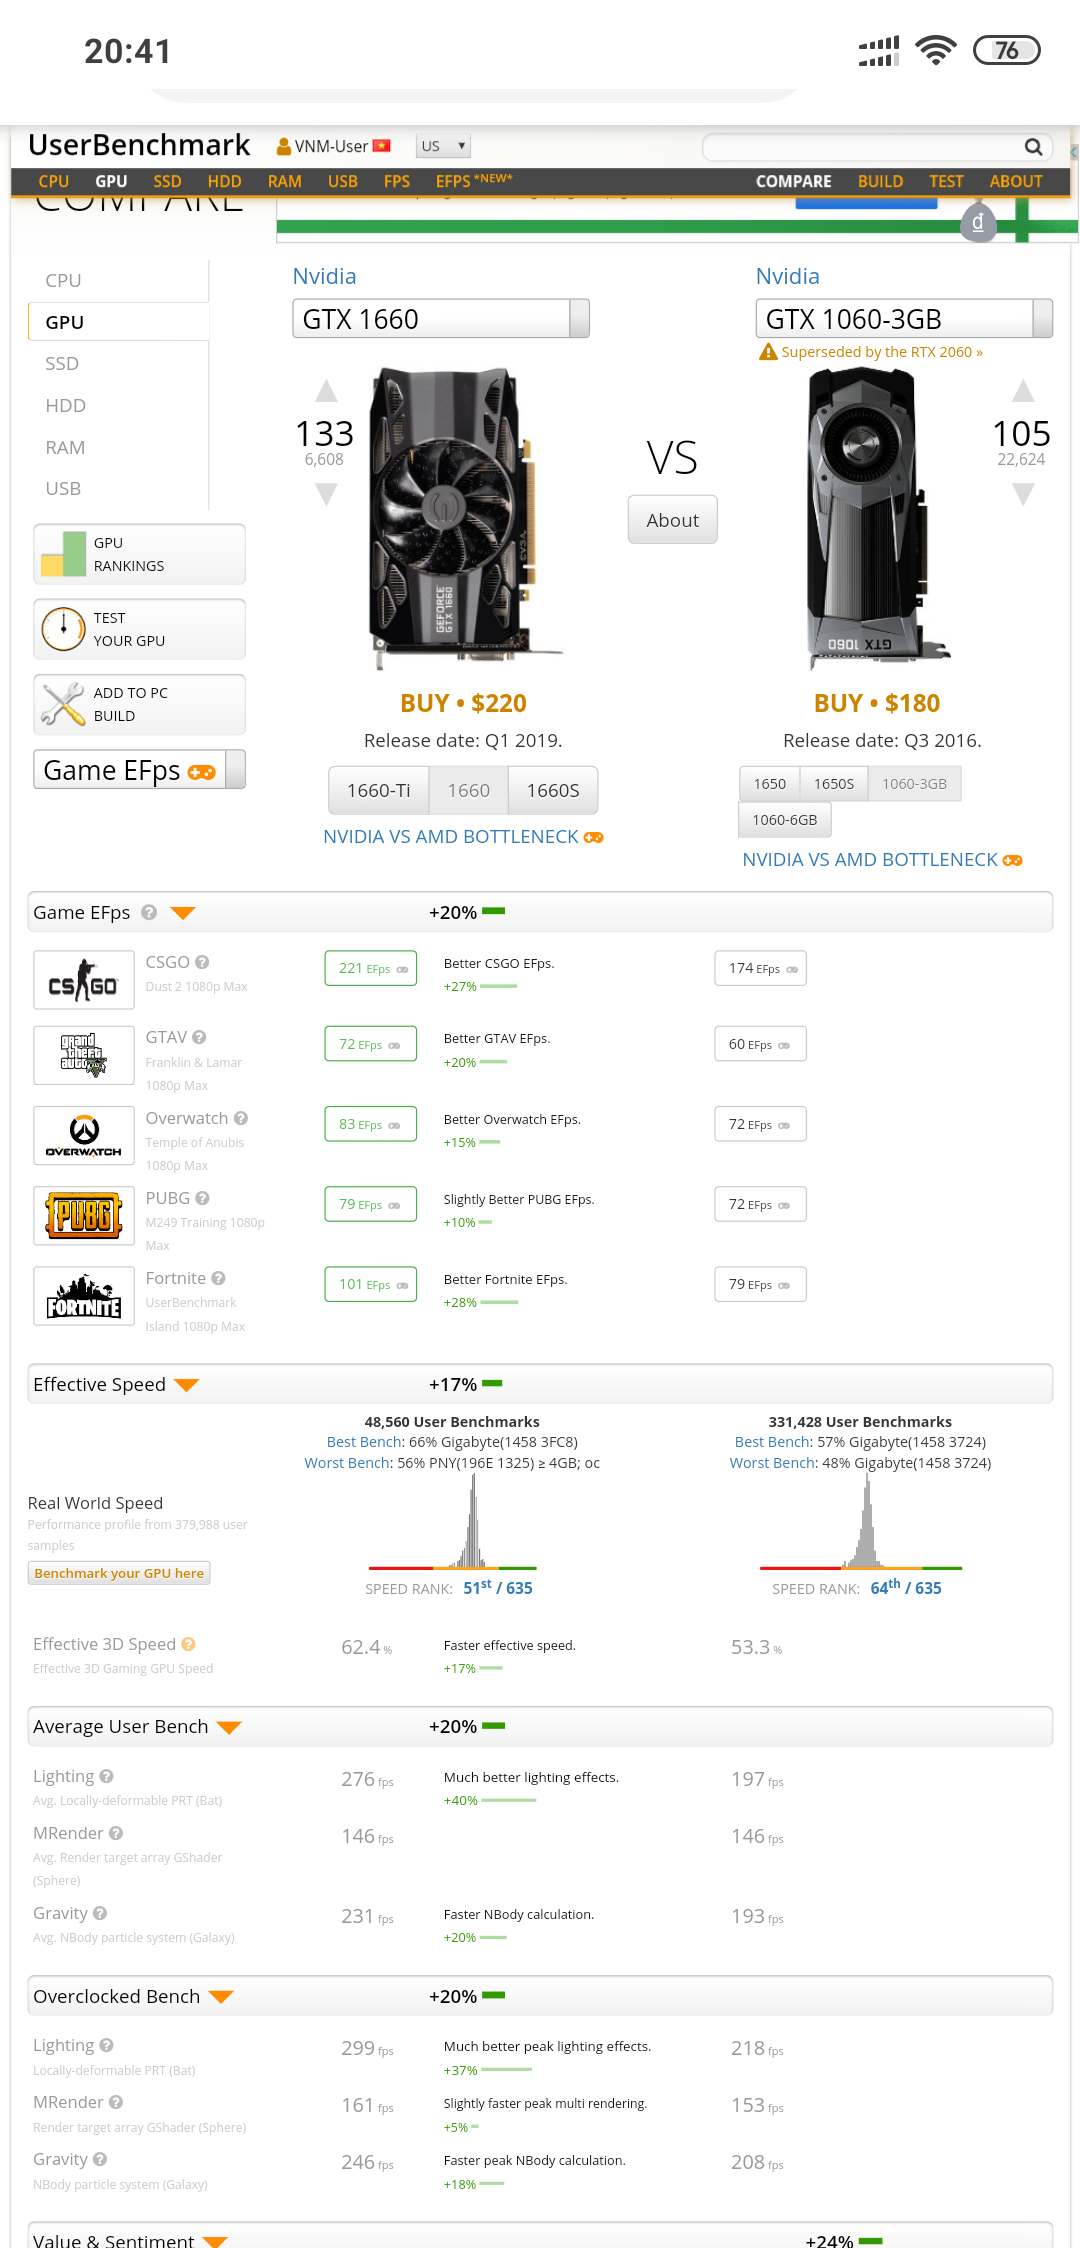 20:41
76
UserBenchmark VNM-User US ▼
CPU GPU SSD HDD RAM USB FPS EFPS *NEW* COMPARE BUILD TEST ABOUT
COMPARE
đ
CPU
GPU
SSD
HDD
RAM
USB
GPU
RANKINGS
TEST
YOUR GPU
ADD TO PC
BUILD
Game EFps
Nvidia
GTX 1660
133
6,608
EVGA
GEFORCE
GTX 1660
BUY • $220
Release date: Q1 2019.
1660-Ti 1660 1660S
NVIDIA VS AMD BOTTLENECK
VS
About
Nvidia
GTX 1060-3GB
Superseded by the RTX 2060 »
105
22,624
GTX 1060
BUY • $180
Release date: Q3 2016.
1650 1650S 1060-3GB
1060-6GB
NVIDIA VS AMD BOTTLENECK
Game EFps +20%
CS GO
CSGO 221 EFps Better CSGO EFps. 174 EFps
Dust 2 1080p Max +27%
grand theft auto V
GTAV 72 EFps Better GTAV EFps. 60 EFps
Franklin & Lamar +20%
1080p Max
OVERWATCH
Overwatch 83 EFps Better Overwatch EFps. 72 EFps
Temple of Anubis +15%
1080p Max
PUBG
PUBG 79 EFps Slightly Better PUBG EFps. 72 EFps
M249 Training 1080p +10%
Max
FORTNITE
Fortnite 101 EFps Better Fortnite EFps. 79 EFps
UserBenchmark +28%
Island 1080p Max
Effective Speed +17%
48,560 User Benchmarks 331,428 User Benchmarks
Best Bench: 66% Gigabyte(1458 3FC8) Best Bench: 57% Gigabyte(1458 3724)
Worst Bench: 56% PNY(196E 1325) ≥ 4GB; oc Worst Bench: 48% Gigabyte(1458 3724)
Real World Speed
Performance profile from 379,988 user
samples
Benchmark your GPU here
SPEED RANK: 51st / 635 SPEED RANK: 64th / 635
Effective 3D Speed 62.4 % Faster effective speed. 53.3 %
Effective 3D Gaming GPU Speed +17%
Average User Bench +20%
Lighting 276 fps Much better lighting effects. 197 fps
Avg. Locally-deformable PRT (Bat) +40%
MRender 146 fps 146 fps
Avg. Render target array GShader
(Sphere)
Gravity 231 fps Faster NBody calculation. 193 fps
Avg. NBody particle system (Galaxy) +20%
Overclocked Bench +20%
Lighting 299 fps Much better peak lighting effects. 218 fps
Locally-deformable PRT (Bat) +37%
MRender 161 fps Slightly faster peak multi rendering. 153 fps
Render target array GShader (Sphere) +5%
Gravity 246 fps Faster peak NBody calculation. 208 fps
NBody particle system (Galaxy) +18%
Value & Sentiment +24%